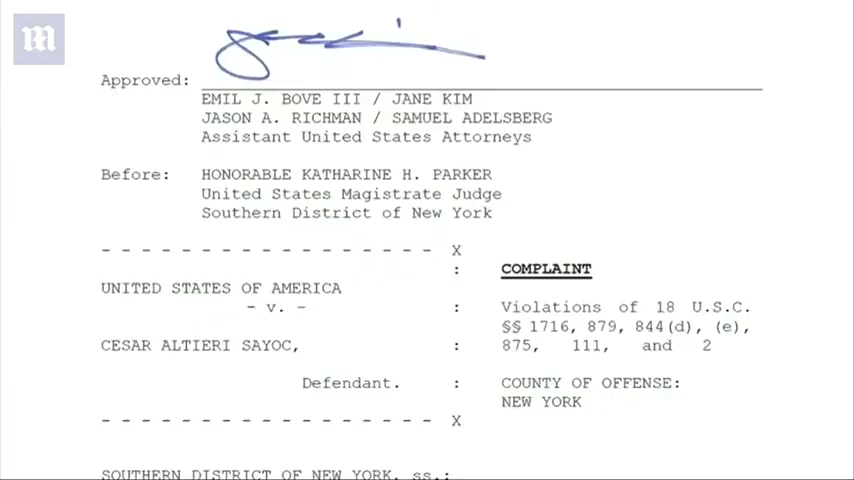 m
Approved:
EMIL J. BOVE III / JANE KIM
JASON A. RICHMAN / SAMUEL ADELSBERG
Assistant United States Attorneys
Before: HONORABLE KATHARINE H. PARKER
United States Magistrate Judge
Southern District of New York
- - - - - - - - - - - - - - - - - X
: COMPLAINT
UNITED STATES OF AMERICA
- v. - : Violations of 18 U.S.C.
§§ 1716, 879, 844(d), (e),
CESAR ALTIERI SAYOC, : 875, 111, and 2
Defendant. : COUNTY OF OFFENSE:
NEW YORK
- - - - - - - - - - - - - - - - - X
SOUTHERN DISTRICT OF NEW YORK, ss.: